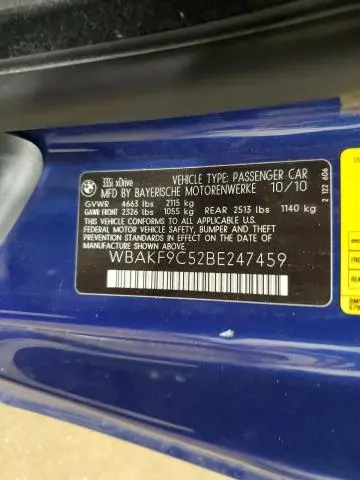 BMW
335i xDrive VEHICLE TYPE: PASSENGER CAR
MFD BY BAYERISCHE MOTORENWERKE 10/10
GVWR 4663 lbs 2115 kg
GAWR FRONT 2326 lbs 1055 kg REAR 2513 lbs 1140 kg
THIS VEHICLE CONFORMS TO ALL APPLICABLE U.S.
FEDERAL MOTOR VEHICLE SAFETY, BUMPER AND
THEFT PREVENTION STANDARDS IN EFFECT ON THE
DATE OF MANUFACTURE SHOWN ABOVE.
WBAKF9C52BE247459
2 122 606